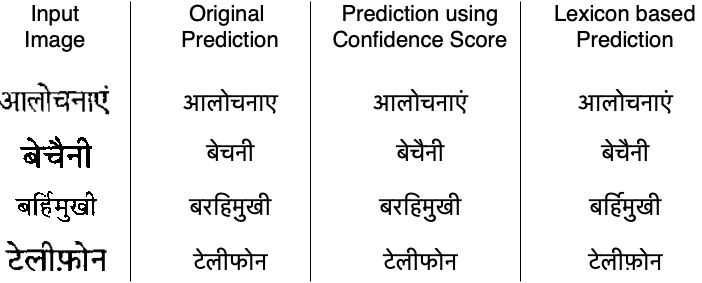 Input Image	Original Prediction	Prediction using Confidence Score	Lexicon based Prediction
आलोचनाएं	आलोचनाए	आलोचनाएं	आलोचनाएं
बेचैनी	बेचनी	बेचैनी	बेचैनी
बर्हिमुखी	बरहिमुखी	बरहिमुखी	बर्हिमुखी
टेलीफ़ोन	टेलीफोन	टेलीफोन	टेलीफ़ोन